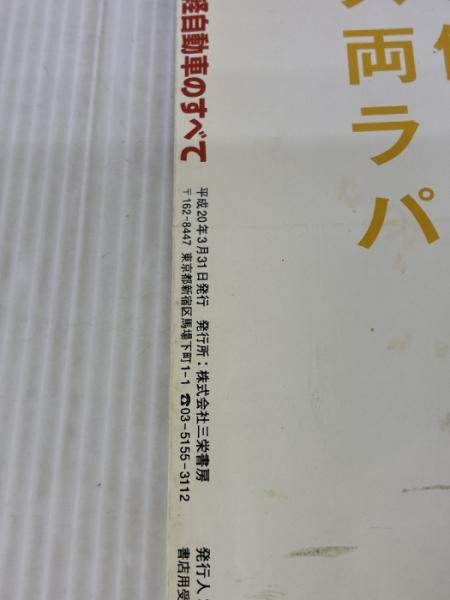 両ラパ
軽自動車のすべて
平成20年3月31日発行 発行所：株式会社三栄書房
〒162-8447 東京都新宿区馬場下町1-1 ☎03-5155-3112
発行人：
書店用受